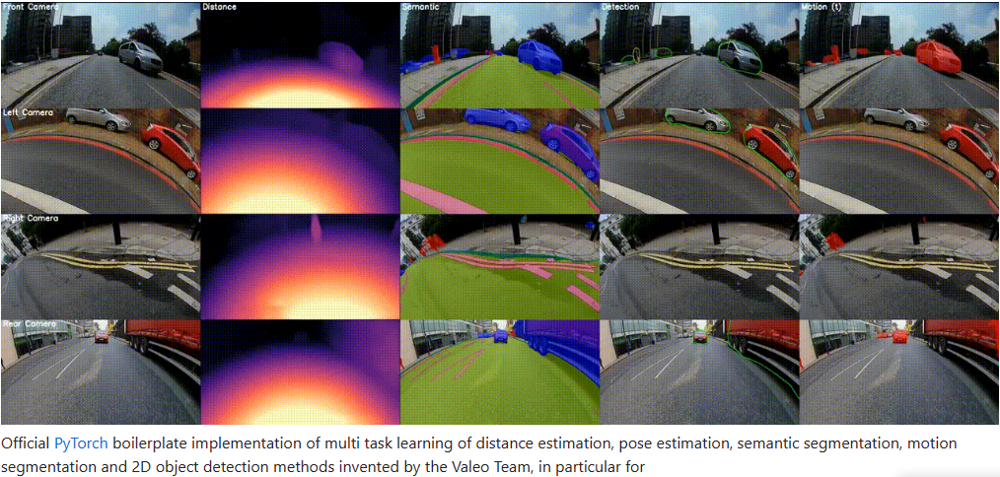 Front Camera Distance Semantic Detection Motion (t)
Left Camera
Right Camera
Rear Camera
Official PyTorch boilerplate implementation of multi task learning of distance estimation, pose estimation, semantic segmentation, motion
segmentation and 2D object detection methods invented by the Valeo Team, in particular for